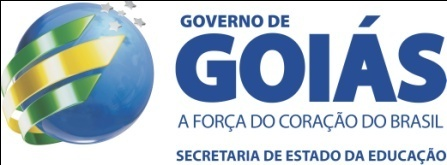 GOVERNO DE
GOIÁS
A FORÇA DO CORAÇÃO DO BRASIL
SECRETARIA DE ESTADO DA EDUCAÇÃO